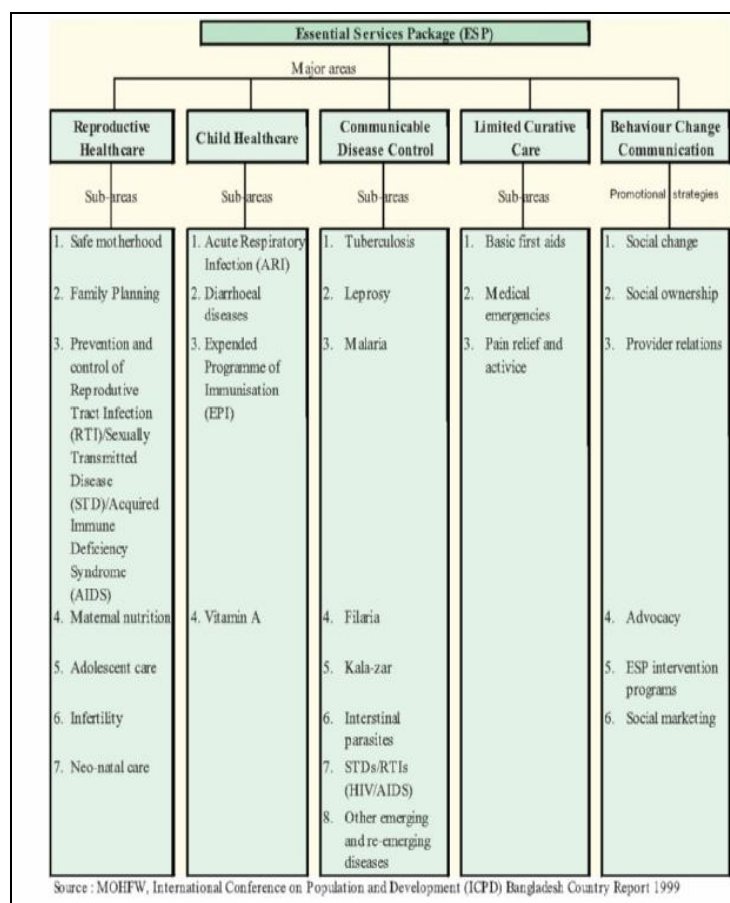 Essential Services Package (ESP)
Major areas
Reproductive
Healthcare
Child Healthcare
Communicable
Disease Control
Limited Curative
Care
Behaviour Change
Communication
Sub-areas
Sub-areas
Sub-areas
Sub-areas
Promotional strategies
1. Safe motherhood
2. Family Planning
3. Prevention and
control of
Reprodutive
Tract Infection
(RTI)/Sexually
Transmitted
Disease
(STD)/Acquired
Immune
Deficiency
Syndrome
(AIDS)
4. Maternal nutrition
5. Adolescent care
6. Infertility
7. Neo-natal care
1. Acute Respiratory
Infection (ARI)
2. Diarrhoeal
diseases
3. Expended
Programme of
Immunisation
(EPI)
4. Vitamin A
1. Tuberculosis
2. Leprosy
3. Malaria
4. Filaria
5. Kala-zar
6. Interstinal
parasites
7. STDs/RTIs
(HIV/AIDS)
8. Other emerging
and re-emerging
diseases
1. Basic first aids
2. Medical
emergencies
3. Pain relief and
activice
1. Social change
2. Social ownership
3. Provider relations
4. Advocacy
5. ESP intervention
programs
6. Social marketing
Source : MOHFW, International Conference on Population and Development (ICPD) Bangladesh Country Report 1999